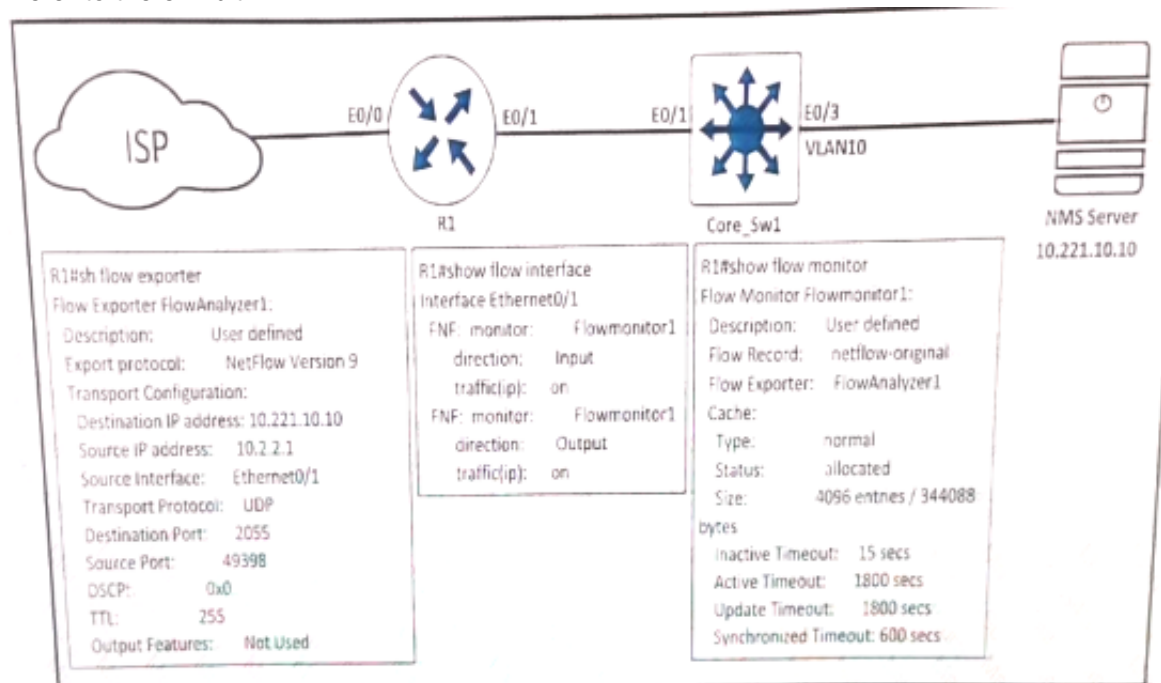 ISP
E0/0
E0/1
E0/1
E0/3
VLAN10
R1
Core_Sw1
NMS Server
10.221.10.10
R1#sh flow exporter
Flow Exporter FlowAnalyzer1:
Description: User defined
Export protocol: NetFlow Version 9
Transport Configuration:
Destination IP address: 10.221.10.10
Source IP address: 10.2.2.1
Source Interface: Ethernet0/1
Transport Protocol: UDP
Destination Port: 2055
Source Port: 49398
DSCP: 0x0
TTL: 255
Output Features: Not Used
R1#show flow interface
Interface Ethernet0/1
FNF: monitor: Flowmonitor1
direction: Input
traffic(ip): on
FNF: monitor: Flowmonitor1
direction: Output
traffic(ip): on
R1#show flow monitor
Flow Monitor Flowmonitor1:
Description: User defined
Flow Record: netflow-original
Flow Exporter: FlowAnalyzer1
Cache:
Type: normal
Status: allocated
Size: 4096 entries / 344088
bytes
Inactive Timeout: 15 secs
Active Timeout: 1800 secs
Update Timeout: 1800 secs
Synchronized Timeout: 600 secs